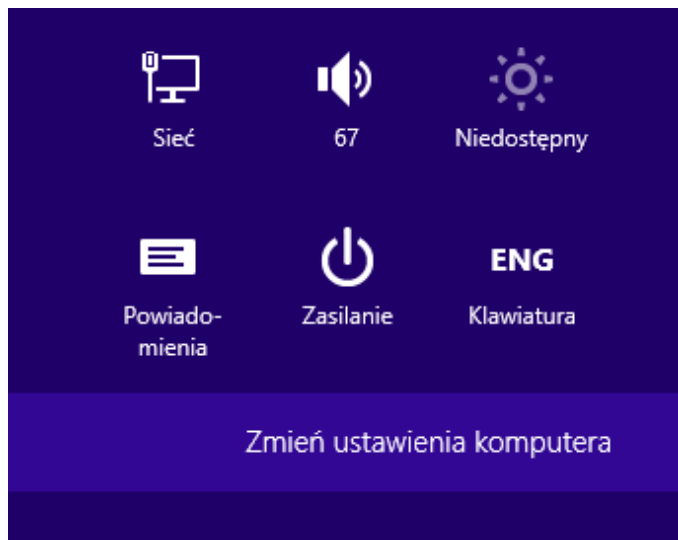 Sieć
67
Niedostępny
Powiado-
mienia
Zasilanie
ENG
Klawiatura
Zmień ustawienia komputera